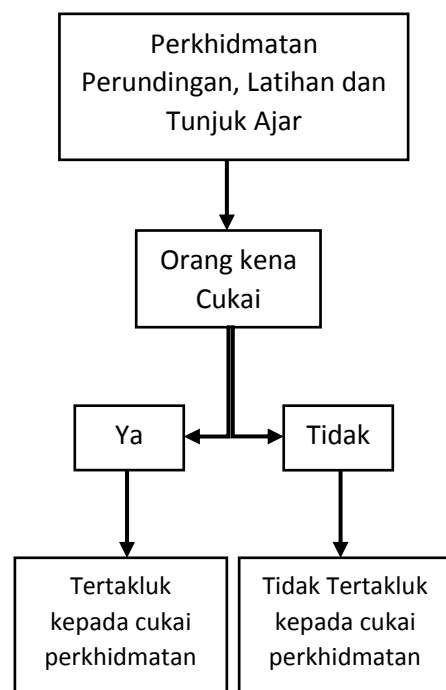 Perkhidmatan
Perundingan, Latihan dan
Tunjuk Ajar
Orang kena
Cukai
Ya
Tidak
Tertakluk
kepada cukai
perkhidmatan
Tidak Tertakluk
kepada cukai
perkhidmatan